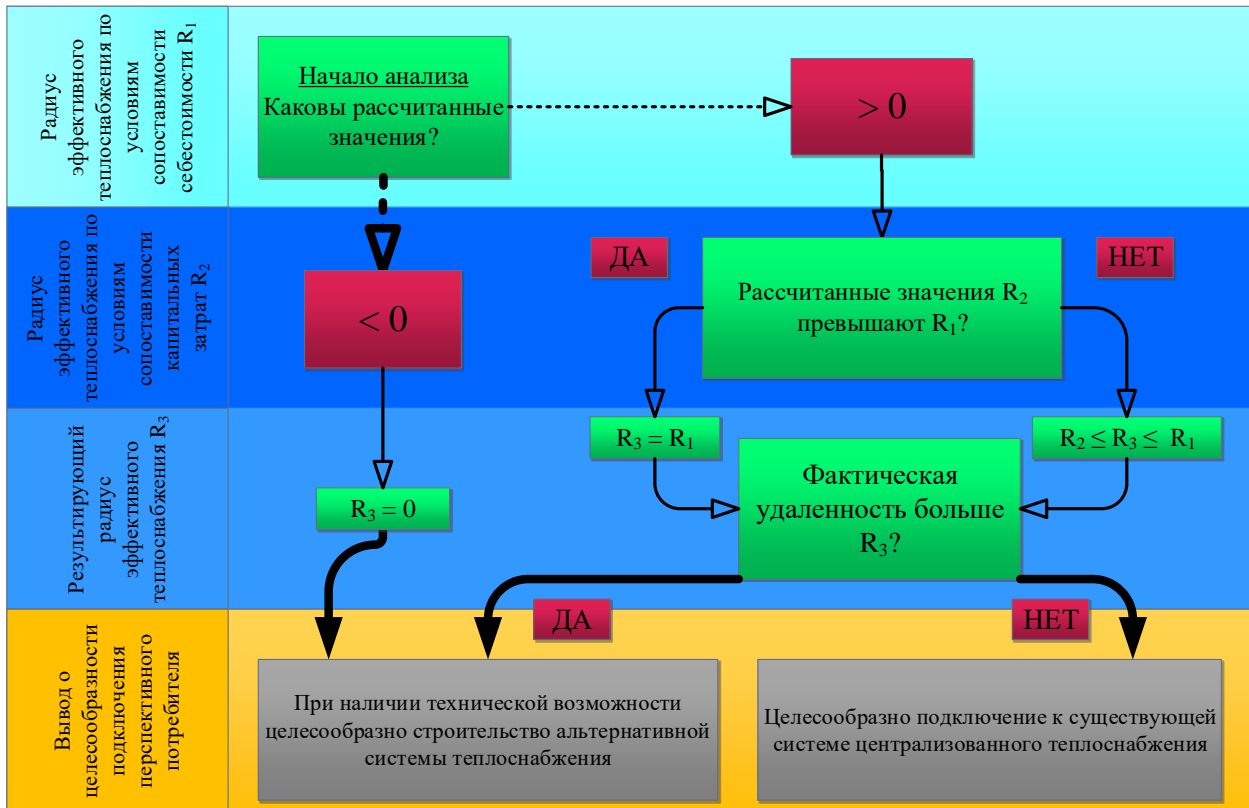 Радиус
эффективного
теплоснабжения по
условиям
сопоставимости
себестоимости R₁
Начало анализа
Каковы рассчитанные
значения?
> 0
Радиус
эффективного
теплоснабжения по
условиям
сопоставимости
капитальных
затрат R₂
< 0
ДА
Рассчитанные значения R₂
превышают R₁?
НЕТ
Результирующий
радиус
эффективного
теплоснабжения R₃
R₃ = 0
R₃ = R₁
R₂ ≤ R₃ ≤ R₁
Фактическая
удаленность больше
R₃?
ДА
НЕТ
Вывод о
целесообразности
подключения
перспективного
потребителя
При наличии технической возможности
целесообразно строительство альтернативной
системы теплоснабжения
Целесообразно подключение к существующей
системе централизованного теплоснабжения